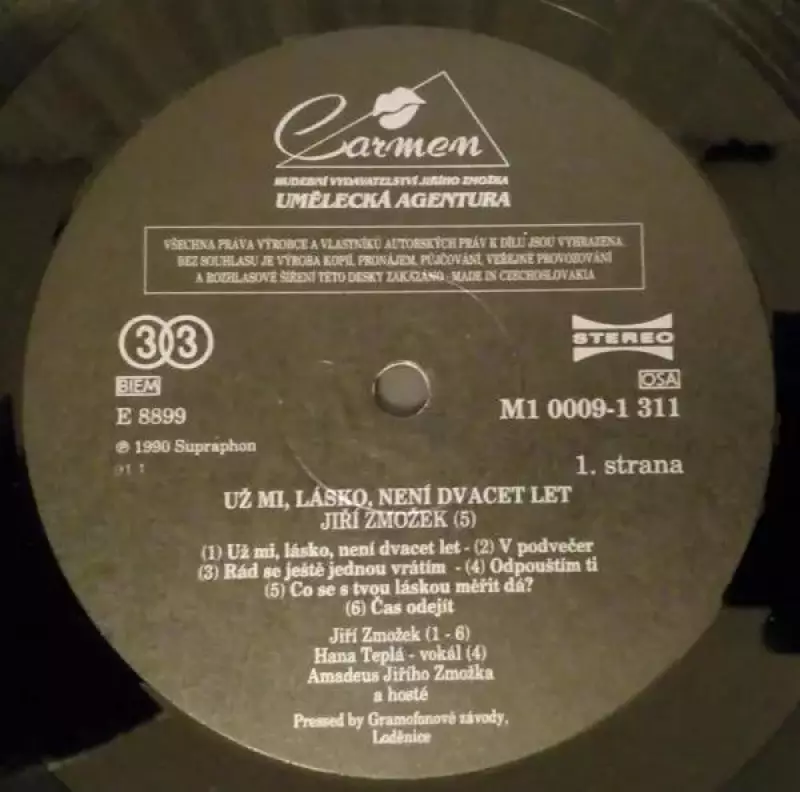 Carmen
HUDEBNÍ VYDAVATELSTVÍ JIŘÍHO ZMOŽKA
UMĚLECKÁ AGENTURA
VŠECHNA PRÁVA VÝROBCE A VLASTNÍKŮ AUTORSKÝCH PRÁV K DÍLU JSOU VYHRAZENA.
BEZ SOUHLASU JE VÝROBA KOPIÍ, PRONÁJEM, PŮJČOVÁNÍ, VEŘEJNÉ PROVOZOVÁNÍ
A ROZHLASOVÉ ŠÍŘENÍ TÉTO DESKY ZAKÁZÁNO - MADE IN CZECHOSLOVAKIA
33
STEREO
BIEM
OSA
E 8899
M1 0009-1 311
℗ 1990 Supraphon
91 1
1. strana
UŽ MI, LÁSKO, NENÍ DVACET LET
JIŘÍ ZMOŽEK (5)
(1) Už mi, lásko, není dvacet let - (2) V podvečer
(3) Rád se ještě jednou vrátím - (4) Odpouštím ti
(5) Co se s tvou láskou měřit dá?
(6) Čas odejít
Jiří Zmožek (1 - 6)
Hana Teplá - vokál (4)
Amadeus Jiřího Zmožka
a hosté
Pressed by Gramofonové závody,
Loděnice